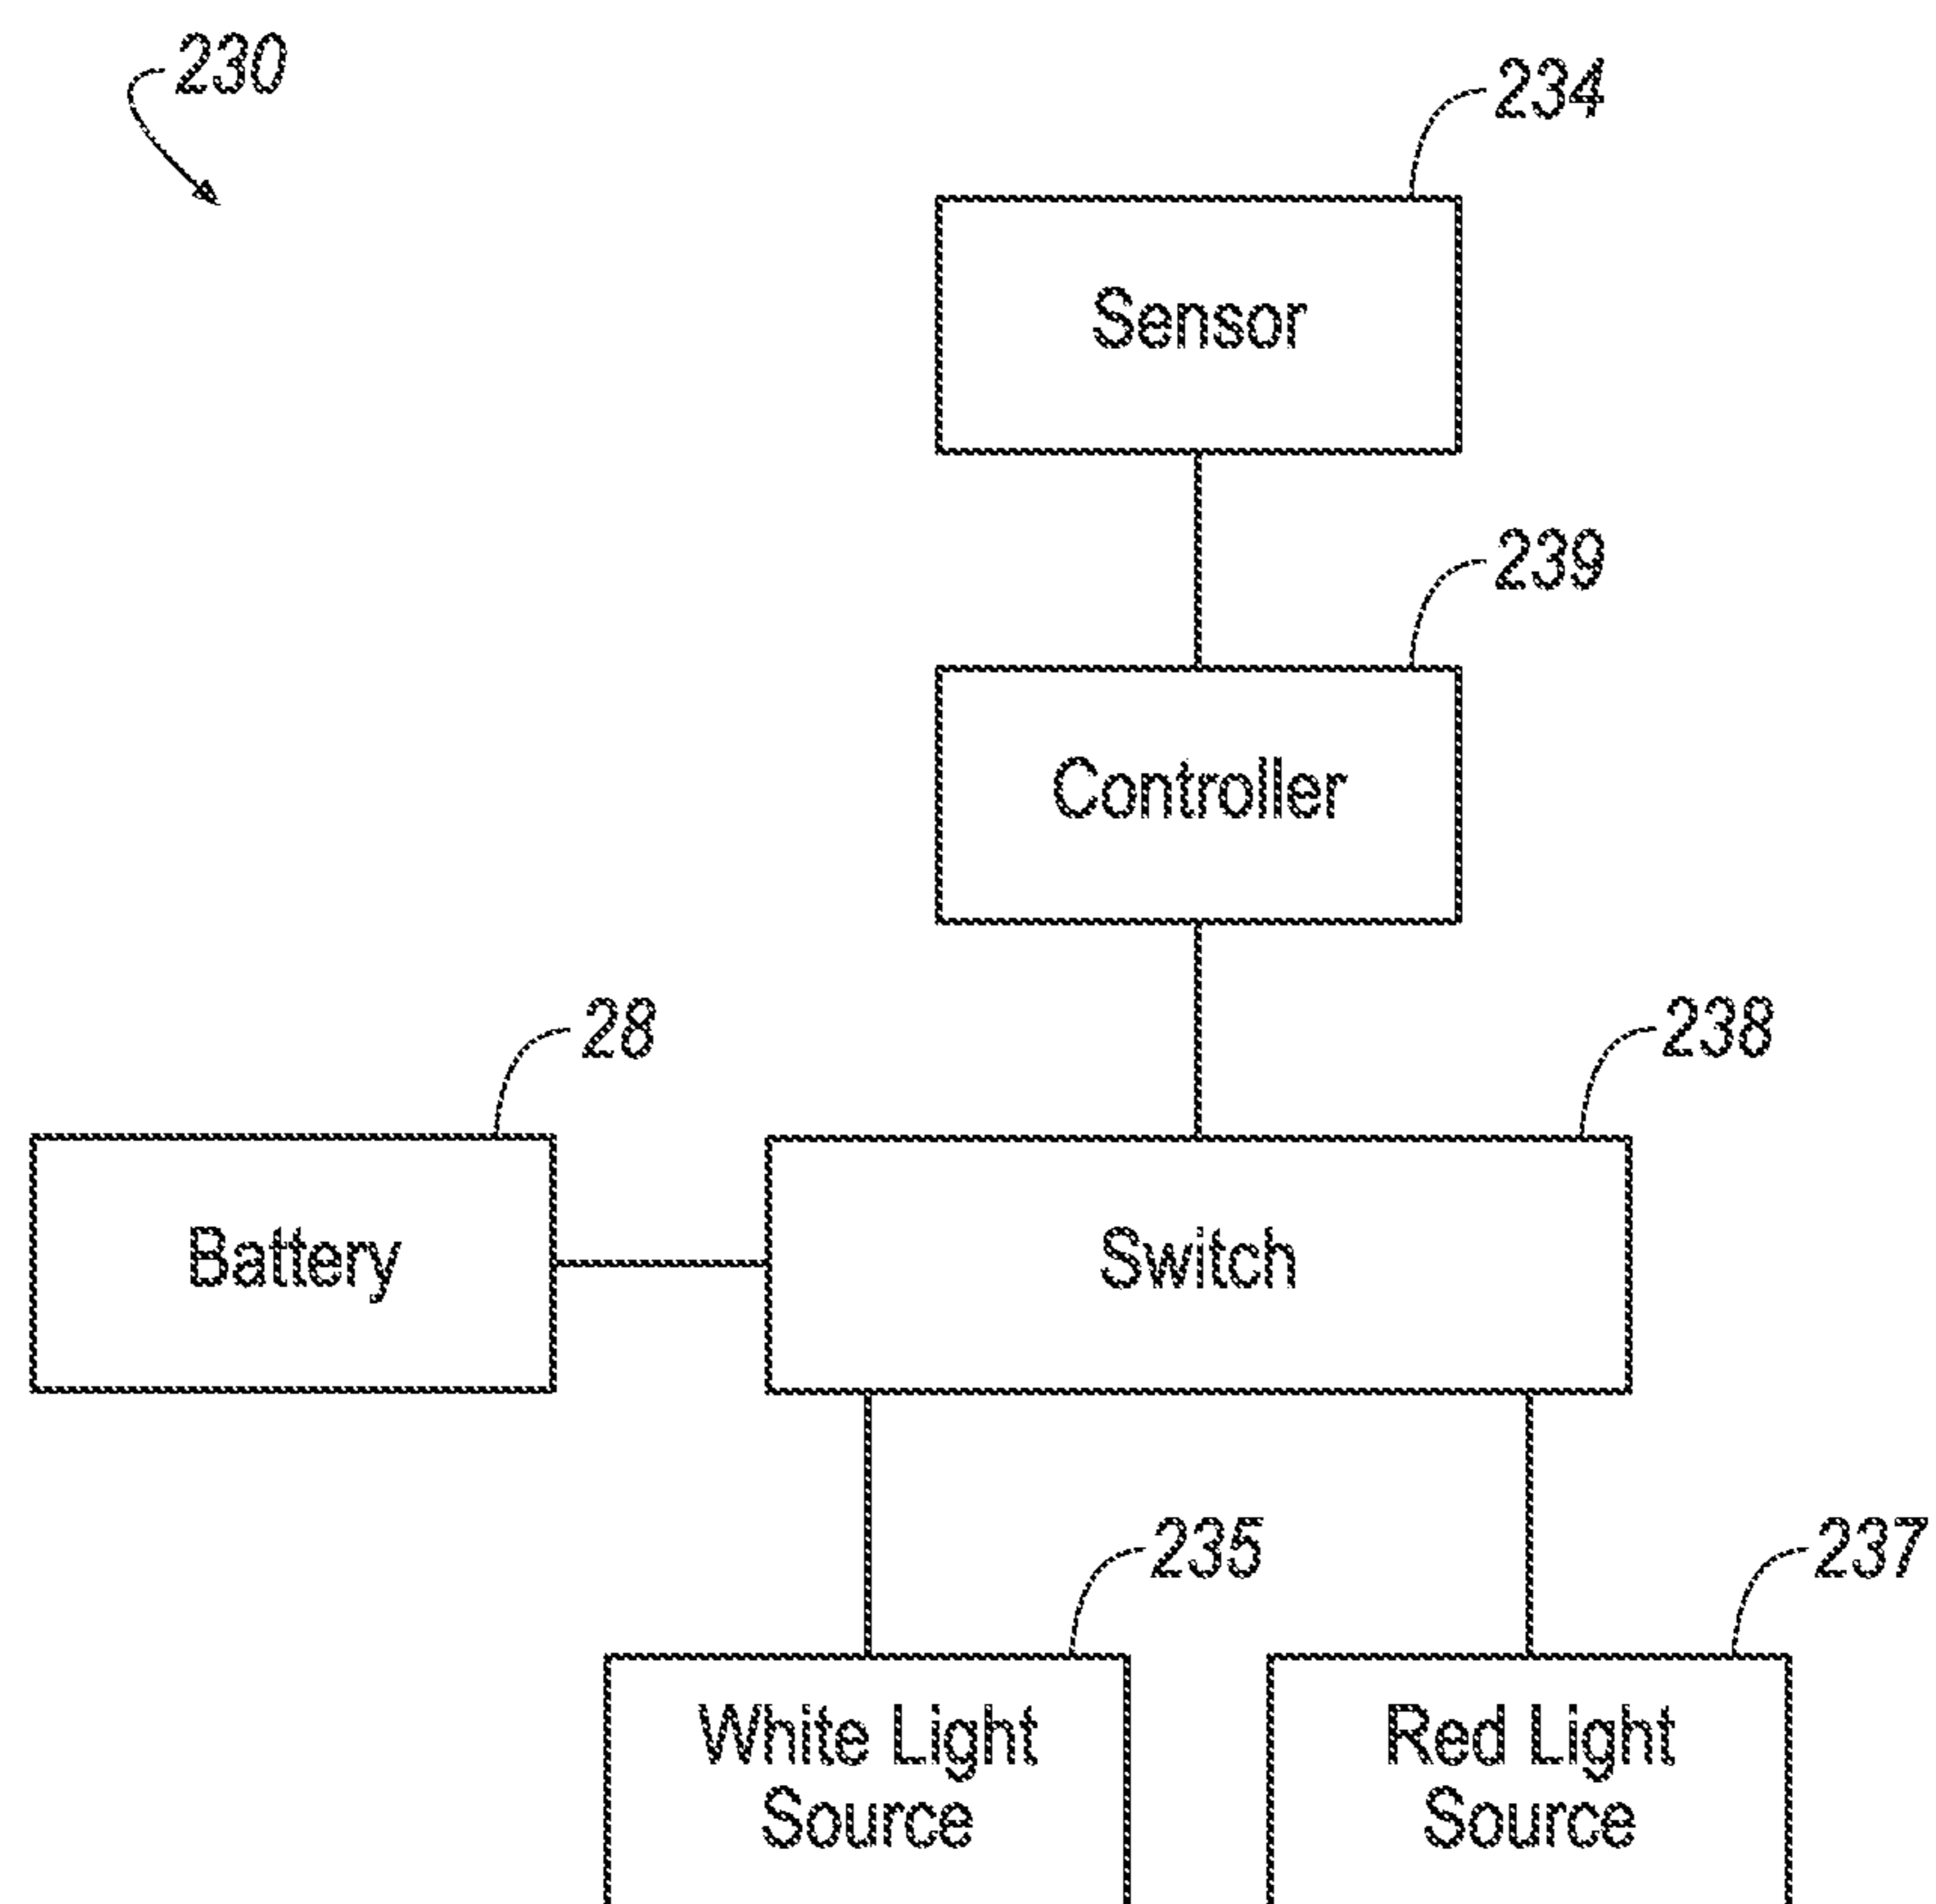 230
234
Sensor
239
Controller
28
238
Battery
Switch
235
237
White Light
Source
Red Light
Source